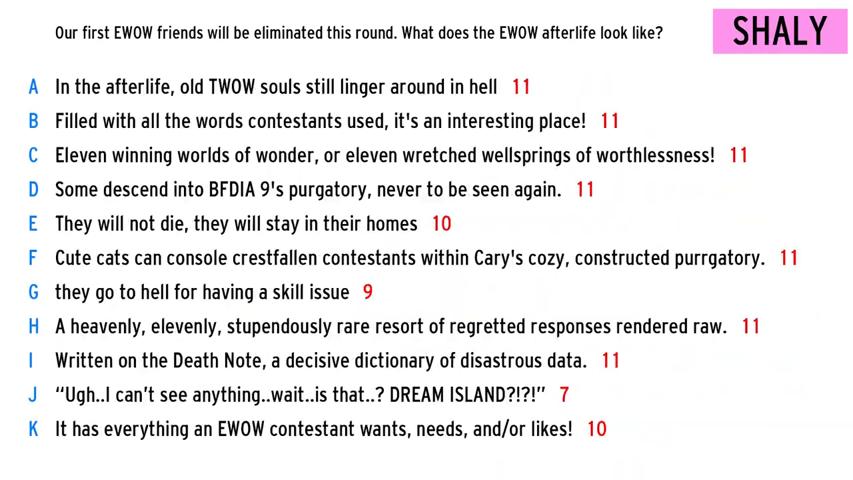 Our first EWOW friends will be eliminated this round. What does the EWOW afterlife look like?
SHALY
A In the afterlife, old TWOW souls still linger around in hell 11
B Filled with all the words contestants used, it's an interesting place! 11
C Eleven winning worlds of wonder, or eleven wretched wellsprings of worthlessness! 11
D Some descend into BFDIA 9's purgatory, never to be seen again. 11
E They will not die, they will stay in their homes 10
F Cute cats can console crestfallen contestants within Cary's cozy, constructed purrgatory. 11
G they go to hell for having a skill issue 9
H A heavenly, elevenly, stupendously rare resort of regretted responses rendered raw. 11
I Written on the Death Note, a decisive dictionary of disastrous data. 11
J “Ugh..I can't see anything..wait..is that..? DREAM ISLAND?!?!” 7
K It has everything an EWOW contestant wants, needs, and/or likes! 10